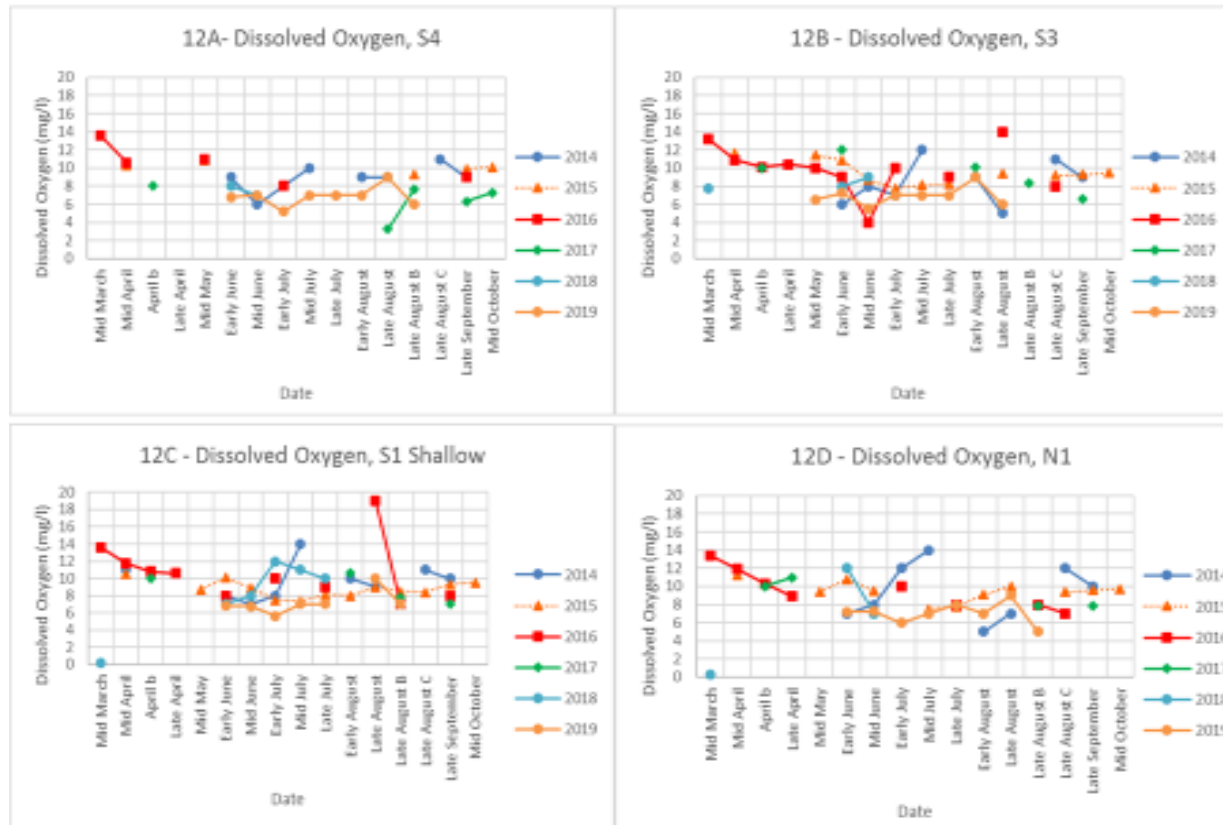 12A- Dissolved Oxygen, S4
Dissolved Oxygen (mg/l)
20
18
16
14
12
10
8
6
4
2
0
Mid March
Mid April
April b
Late April
Mid May
Early June
Mid June
Early July
Mid July
Late July
Early August
Late August
Late August B
Late August C
Late September
Mid October
Date
2014
2015
2016
2017
2018
2019
12B - Dissolved Oxygen, S3
Dissolved Oxygen (mg/l)
20
18
16
14
12
10
8
6
4
2
0
Mid March
Mid April
April b
Late April
Mid May
Early June
Mid June
Early July
Mid July
Late July
Early August
Late August
Late August B
Late August C
Late September
Mid October
Date
2014
2015
2016
2017
2018
2019
12C - Dissolved Oxygen, S1 Shallow
Dissolved Oxygen (mg/l)
20
18
16
14
12
10
8
6
4
2
0
Mid March
Mid April
April b
Late April
Mid May
Early June
Mid June
Early July
Mid July
Late July
Early August
Late August
Late August B
Late August C
Late September
Mid October
Date
2014
2015
2016
2017
2018
2019
12D - Dissolved Oxygen, N1
Dissolved Oxygen (mg/l)
20
18
16
14
12
10
8
6
4
2
0
Mid March
Mid April
April b
Late April
Mid May
Early June
Mid June
Early July
Mid July
Late July
Early August
Late August
Late August B
Late August C
Late September
Mid October
Date
2014
2015
2016
2017
2018
2019